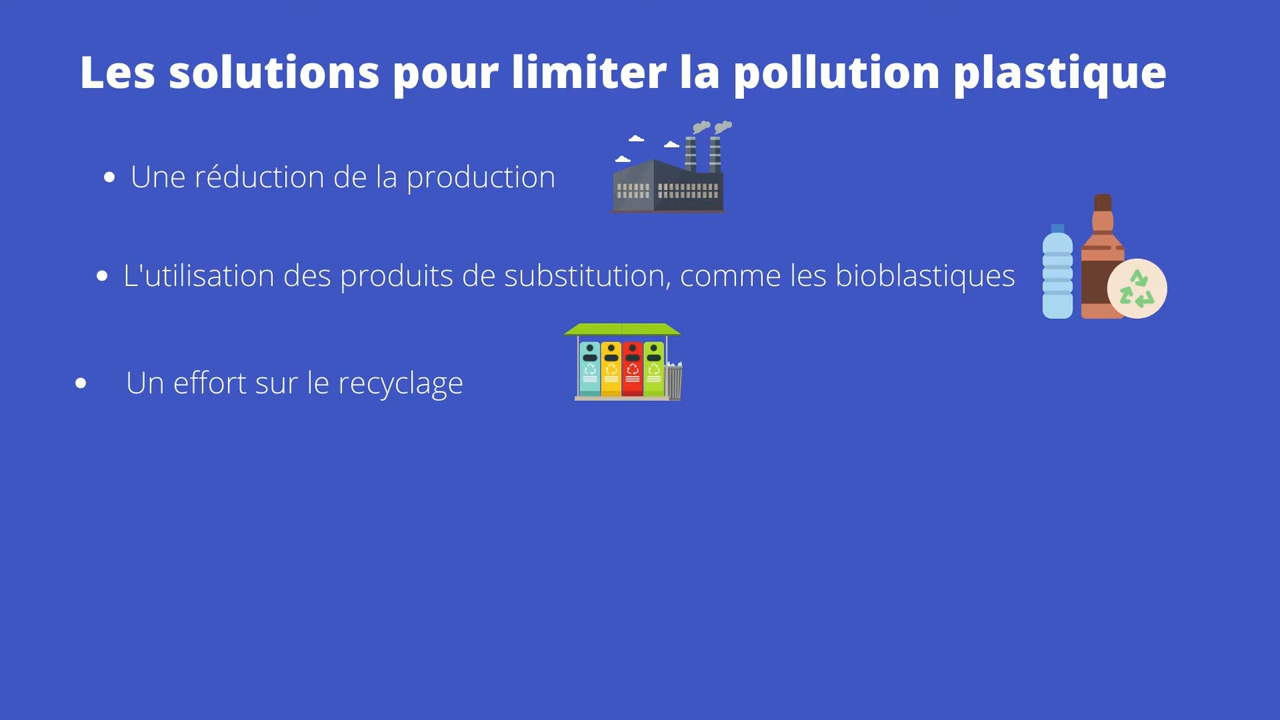 Les solutions pour limiter la pollution plastique
• Une réduction de la production
• L'utilisation des produits de substitution, comme les bioblastiques
• Un effort sur le recyclage